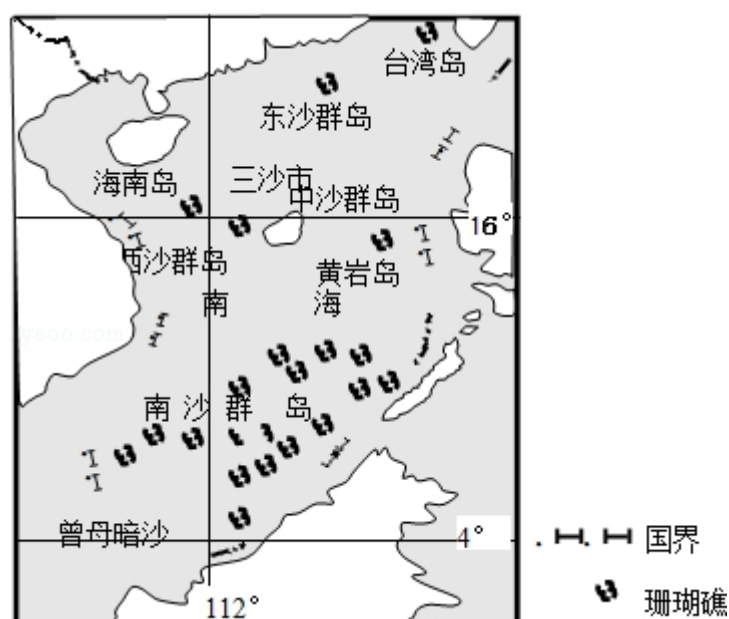 台湾岛
东沙群岛
海南岛
三沙市
中沙群岛
16°
西沙群岛
黄岩岛
南 海
南 沙 群 岛
曾母暗沙
4°
国界
112°
珊瑚礁